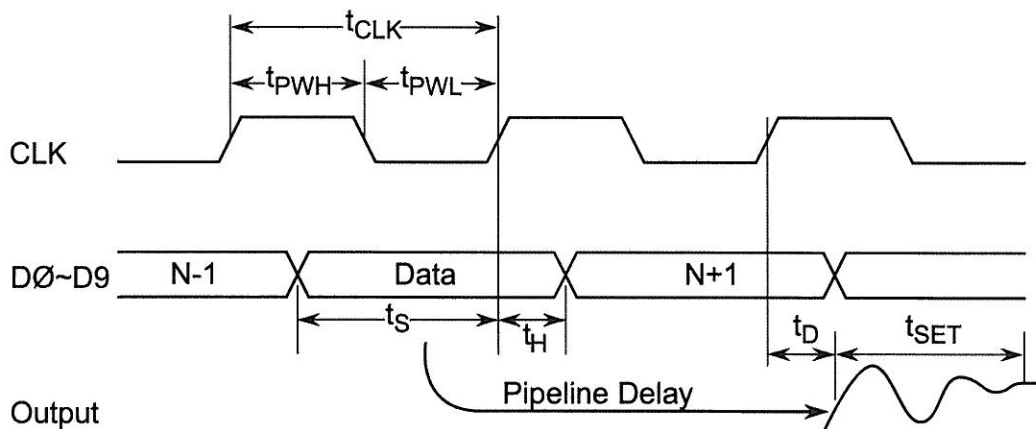 tCLK
tPWH tPWL
CLK
DØ~D9 N-1 Data N+1
tS tH tD tSET
Pipeline Delay
Output